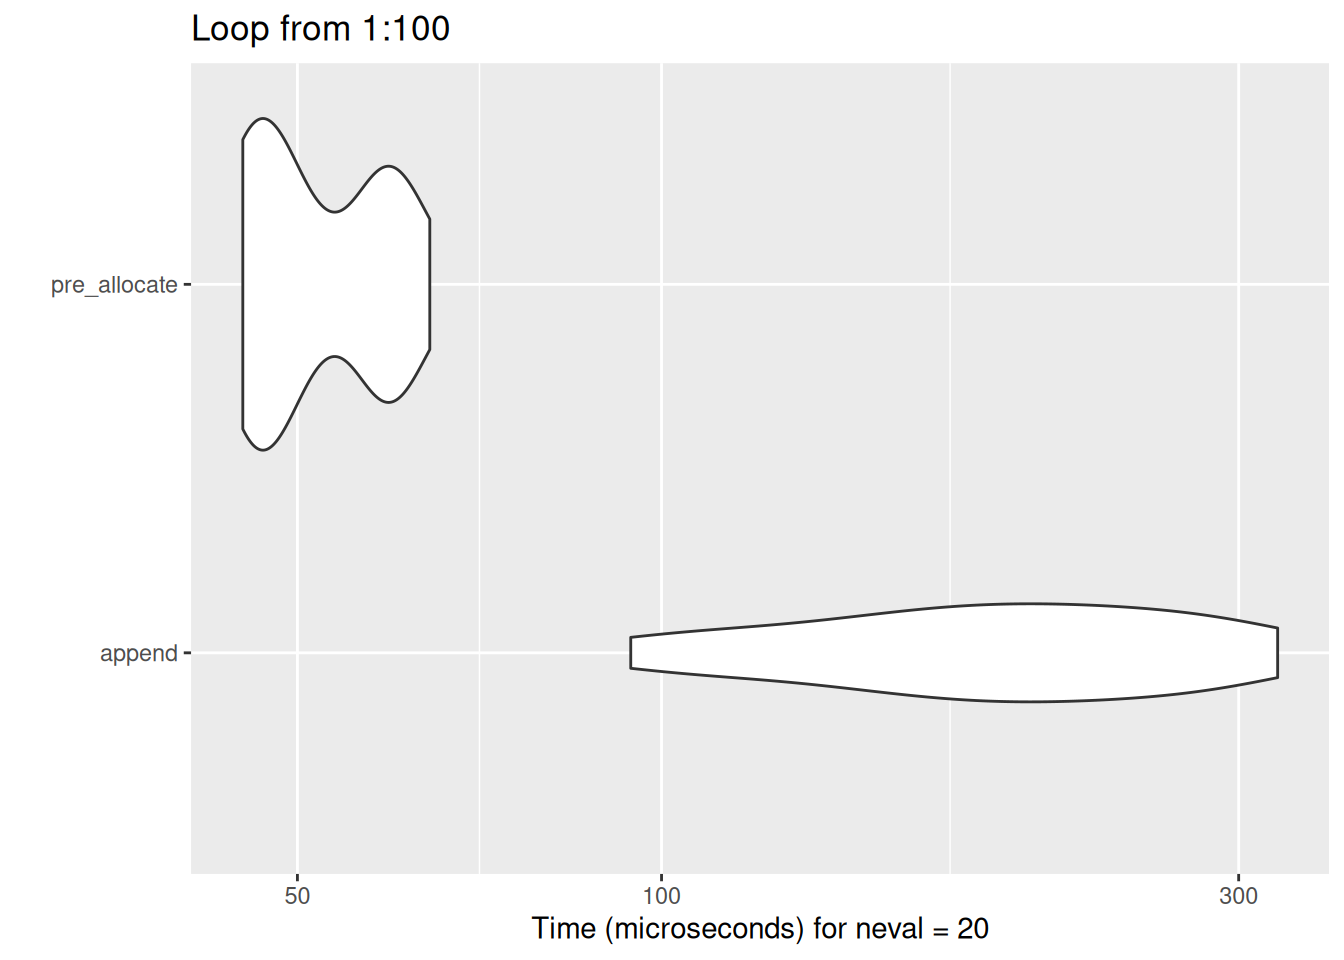 Loop from 1:100
pre_allocate
append
50
100
300
Time (microseconds) for neval = 20